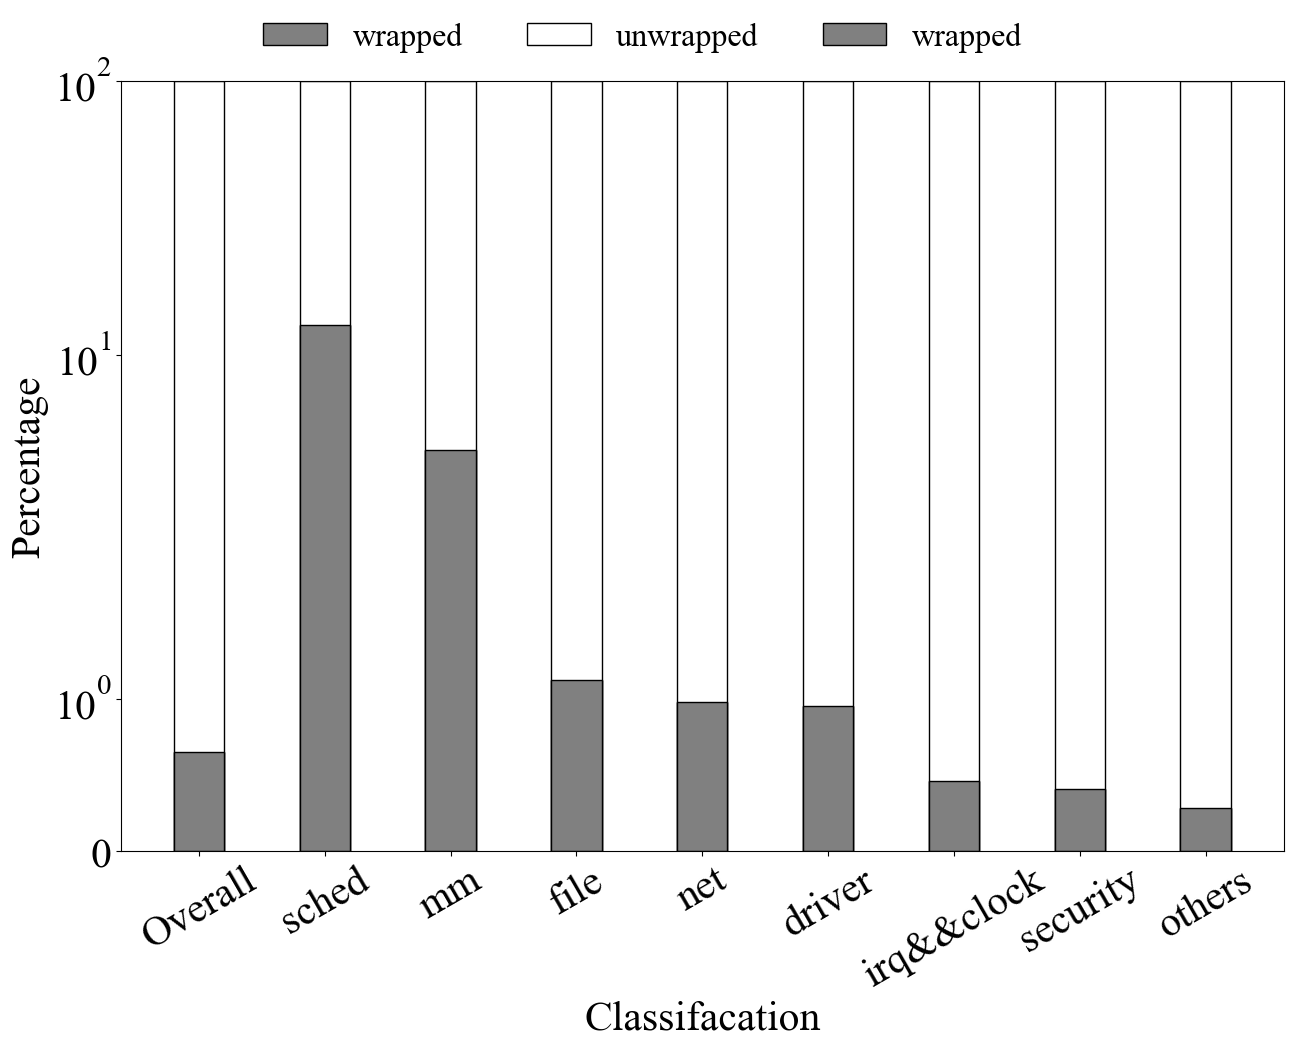 wrapped unwrapped wrapped
10^2
10^1
10^0
0
Percentage
Overall sched mm file net driver irq&&clock security others
Classifacation